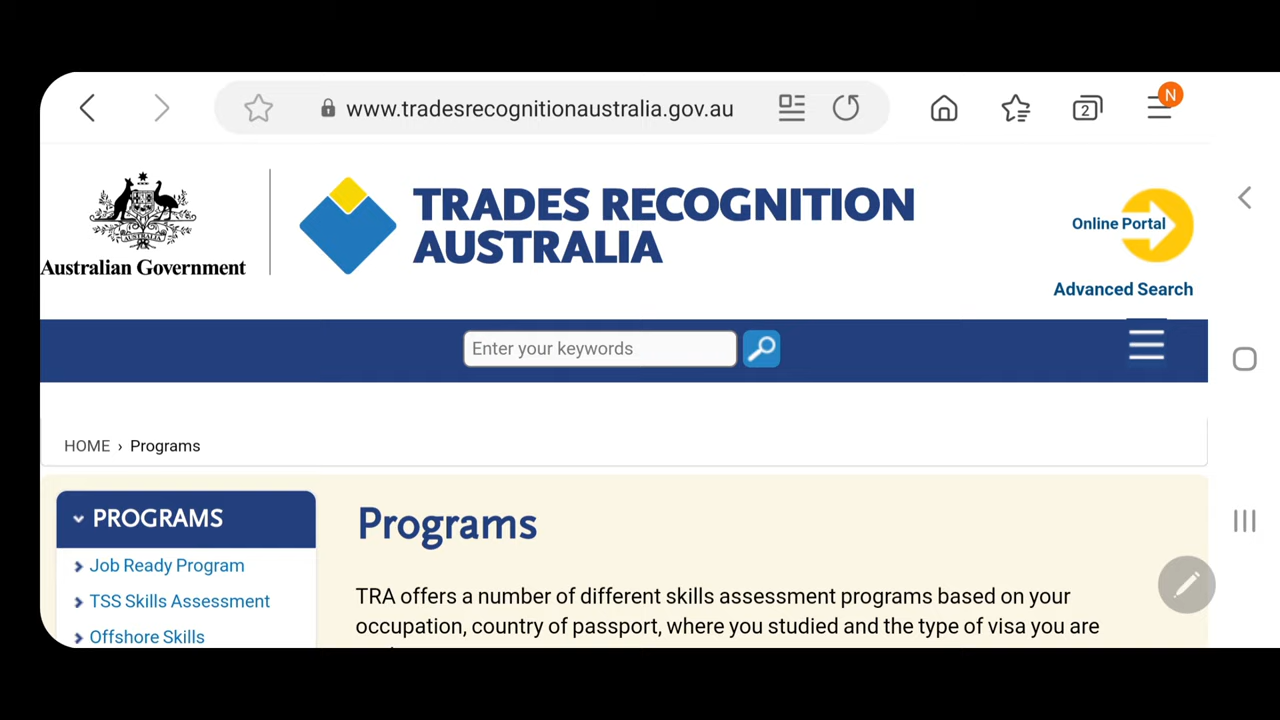 www.tradesrecognitionaustralia.gov.au
2
N
Australian Government
TRADES RECOGNITION
AUSTRALIA
Online Portal
Advanced Search
Enter your keywords
HOME › Programs
PROGRAMS
Job Ready Program
TSS Skills Assessment
Offshore Skills
Programs
TRA offers a number of different skills assessment programs based on your
occupation, country of passport, where you studied and the type of visa you are